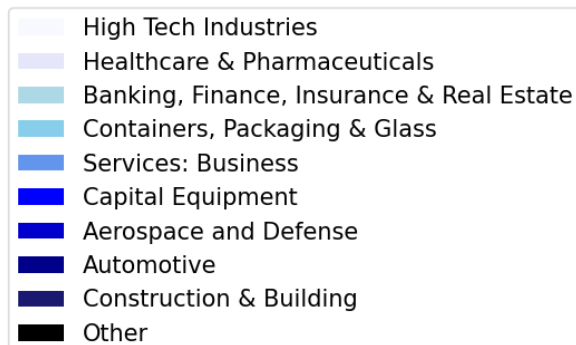 High Tech Industries
Healthcare & Pharmaceuticals
Banking, Finance, Insurance & Real Estate
Containers, Packaging & Glass
Services: Business
Capital Equipment
Aerospace and Defense
Automotive
Construction & Building
Other